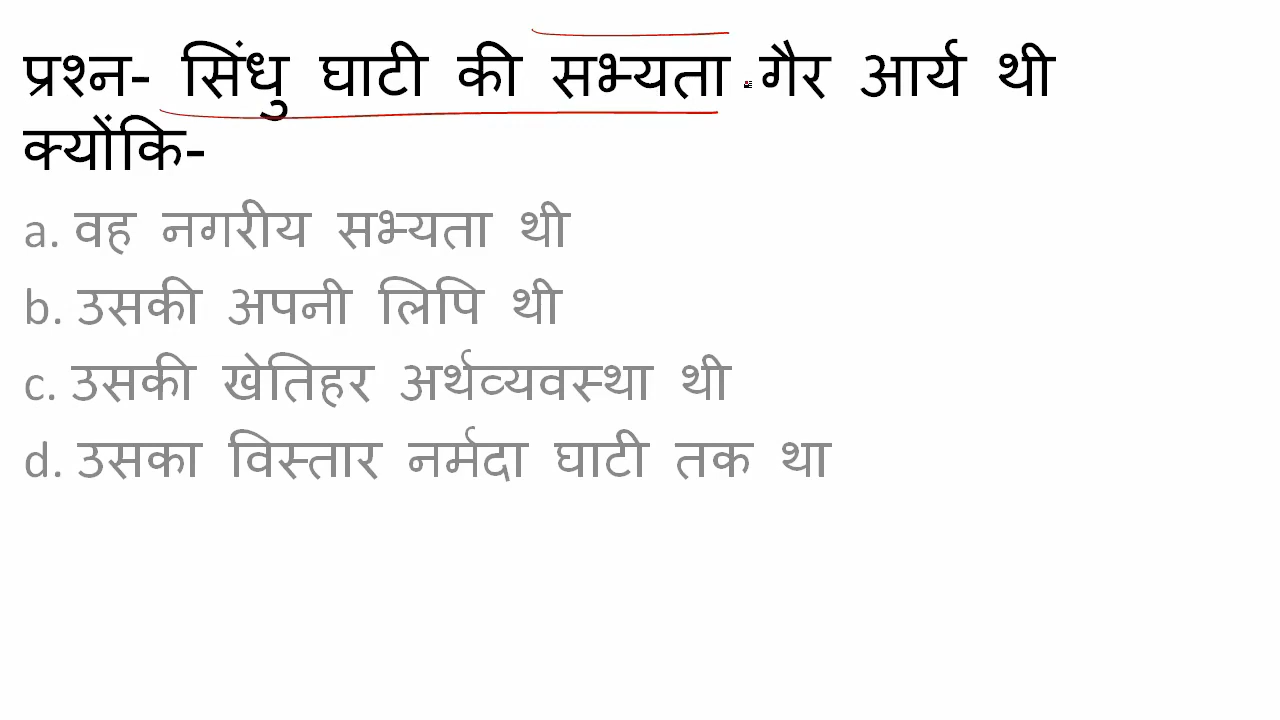 प्रश्न- सिंधु घाटी की सभ्यता गैर आर्य थी
क्योंकि-
a. वह नगरीय सभ्यता थी
b. उसकी अपनी लिपि थी
c. उसकी खेतिहर अर्थव्यवस्था थी
d. उसका विस्तार नर्मदा घाटी तक था